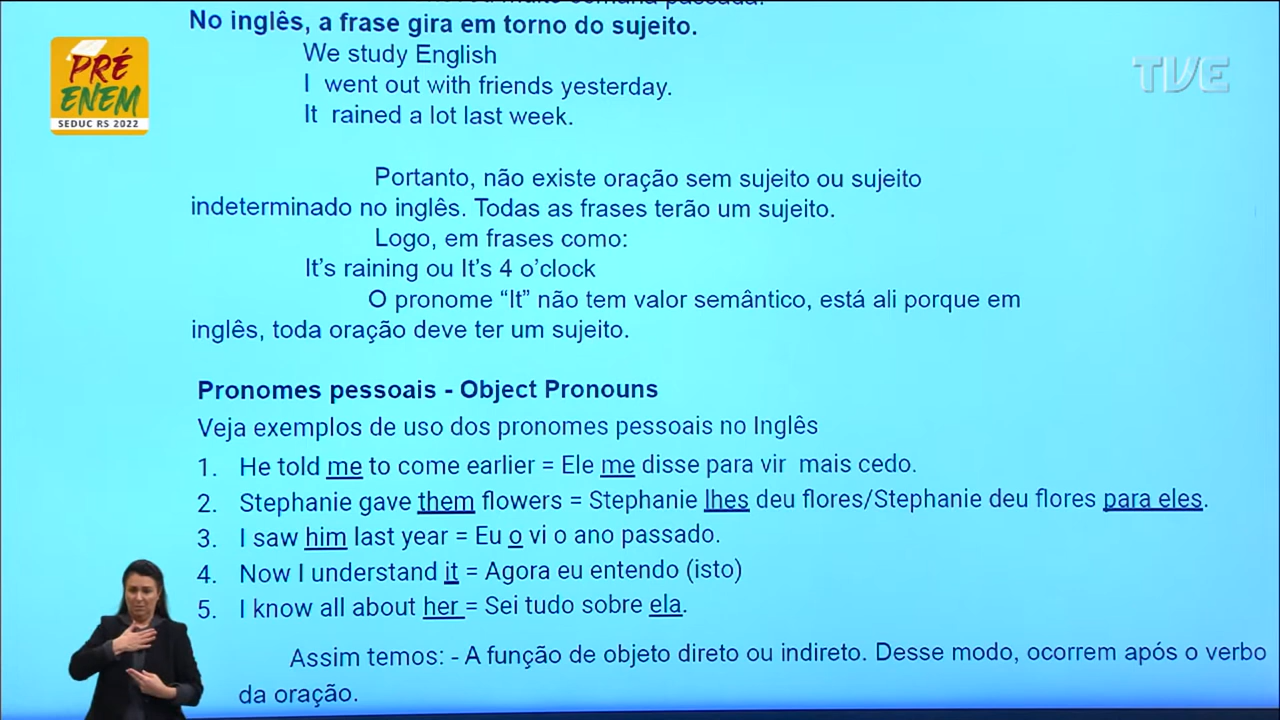 No inglês, a frase gira em torno do sujeito.
We study English
I went out with friends yesterday.
It rained a lot last week.
PRÉ
ENEM
SEDUC RS 2022
TVE
Portanto, não existe oração sem sujeito ou sujeito
indeterminado no inglês. Todas as frases terão um sujeito.
Logo, em frases como:
It's raining ou It's 4 o'clock
O pronome “It” não tem valor semântico, está ali porque em
inglês, toda oração deve ter um sujeito.
Pronomes pessoais - Object Pronouns
Veja exemplos de uso dos pronomes pessoais no Inglês
1. He told me to come earlier = Ele me disse para vir mais cedo.
2. Stephanie gave them flowers = Stephanie lhes deu flores/Stephanie deu flores para eles.
3. I saw him last year = Eu o vi o ano passado.
4. Now I understand it = Agora eu entendo (isto)
5. I know all about her = Sei tudo sobre ela.
Assim temos: - A função de objeto direto ou indireto. Desse modo, ocorrem após o verbo
da oração.